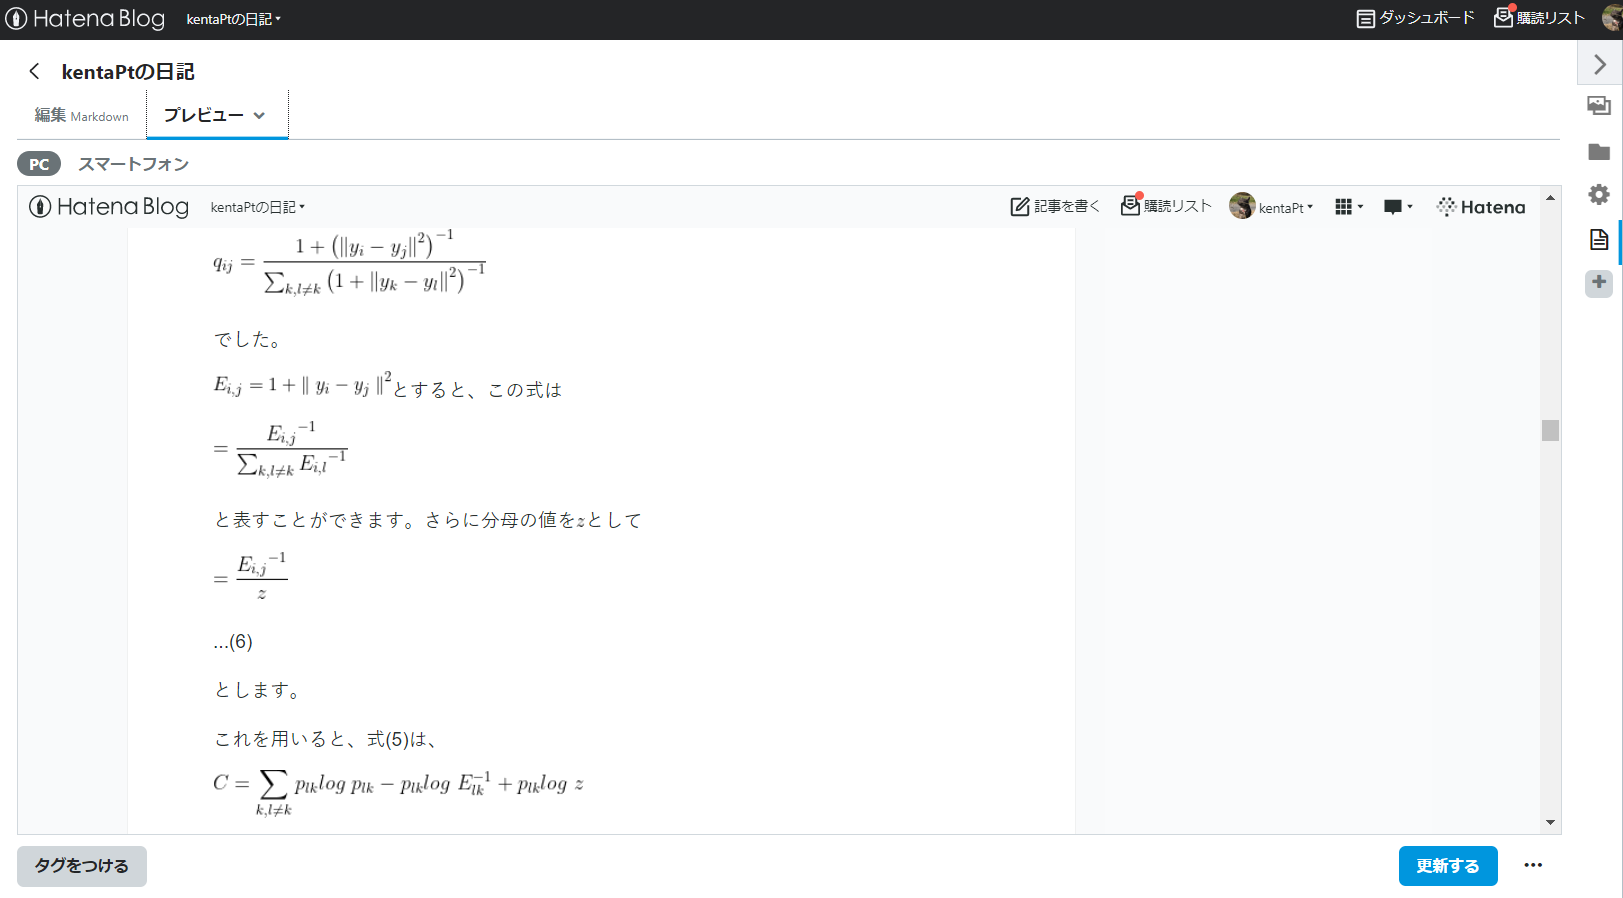 Hatena Blog kentaPtの日記 ダッシュボード 購読リスト
kentaPtの日記
編集 Markdown プレビュー
PC スマートフォン
Hatena Blog kentaPtの日記 記事を書く 購読リスト kentaPt Hatena
q_{ij} = \frac{1 + (||y_i − y_j||^2)^{−1}}{\sum_{k,l≠k} (1 + ||y_k − y_l||^2)^{−1}}
でした。
E_{i,j} = 1 + || y_i − y_j ||^2とすると、この式は
= \frac{E_{i,j}^{−1}}{\sum_{k,l≠k} E_{i,l}^{−1}}
と表すことができます。さらに分母の値をzとして
= \frac{E_{i,j}^{−1}}{z}
...(6)
とします。
これを用いると、式(5)は、
C = \sum_{k,l≠k} p_{lk}log p_{lk} − p_{lk}log E_{lk}^{−1} + p_{lk}log z
タグをつける 更新する